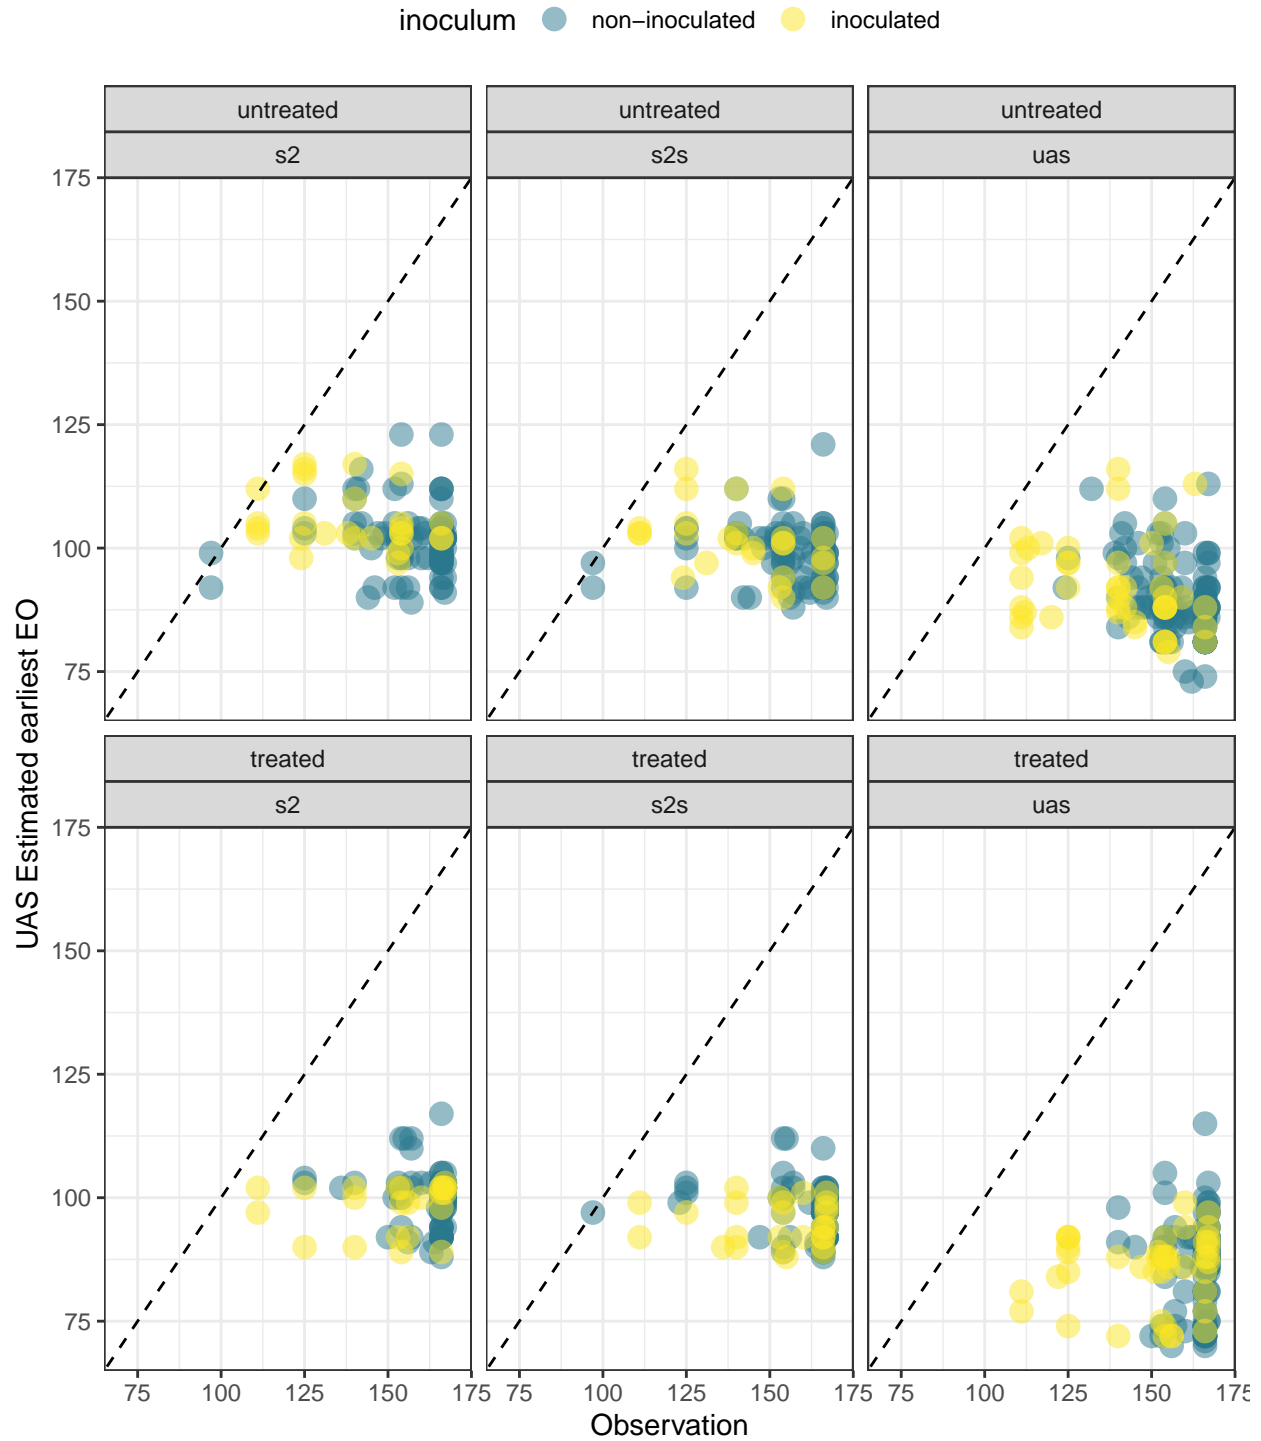 inoculum non−inoculated inoculated
untreated untreated untreated
s2 s2s uas
175
150
125
100
75
UAS Estimated earliest EO
treated treated treated
s2 s2s uas
175
150
125
100
75
75 100 125 150 175 75 100 125 150 175 75 100 125 150 175
Observation